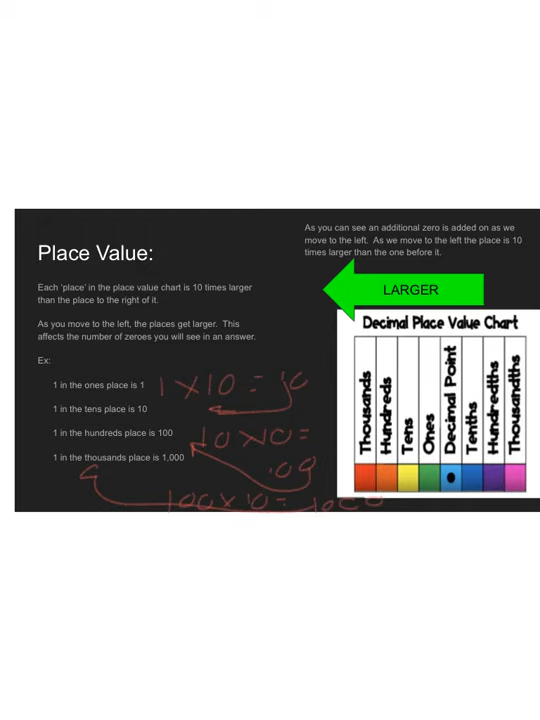 Place Value:
Each 'place' in the place value chart is 10 times larger
than the place to the right of it.
As you move to the left, the places get larger. This
affects the number of zeroes you will see in an answer.
Ex:
1 in the ones place is 1
1 in the tens place is 10
1 in the hundreds place is 100
1 in the thousands place is 1,000
1 x 10 = 10
10 x 10 =
100
100 x 10 = 1000
As you can see an additional zero is added on as we
move to the left. As we move to the left the place is 10
times larger than the one before it.
LARGER
Decimal Place Value Chart
Thousands
Hundreds
Tens
Ones
Decimal Point
Tenths
Hundredths
Thousandths